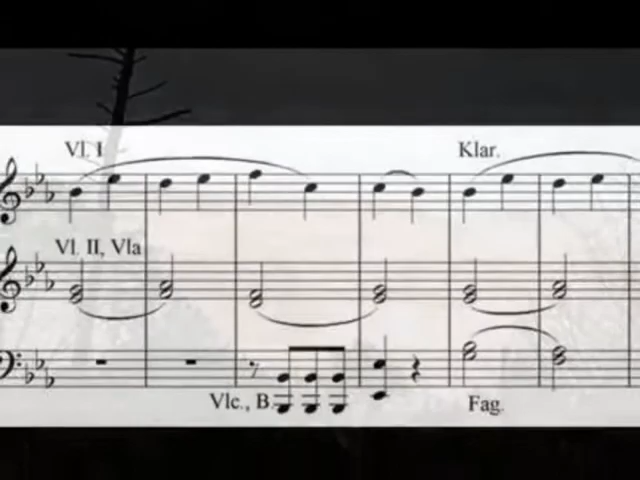 Vl. I
Klar.
Vl. II, Vla
Vlc., B.
Fag.